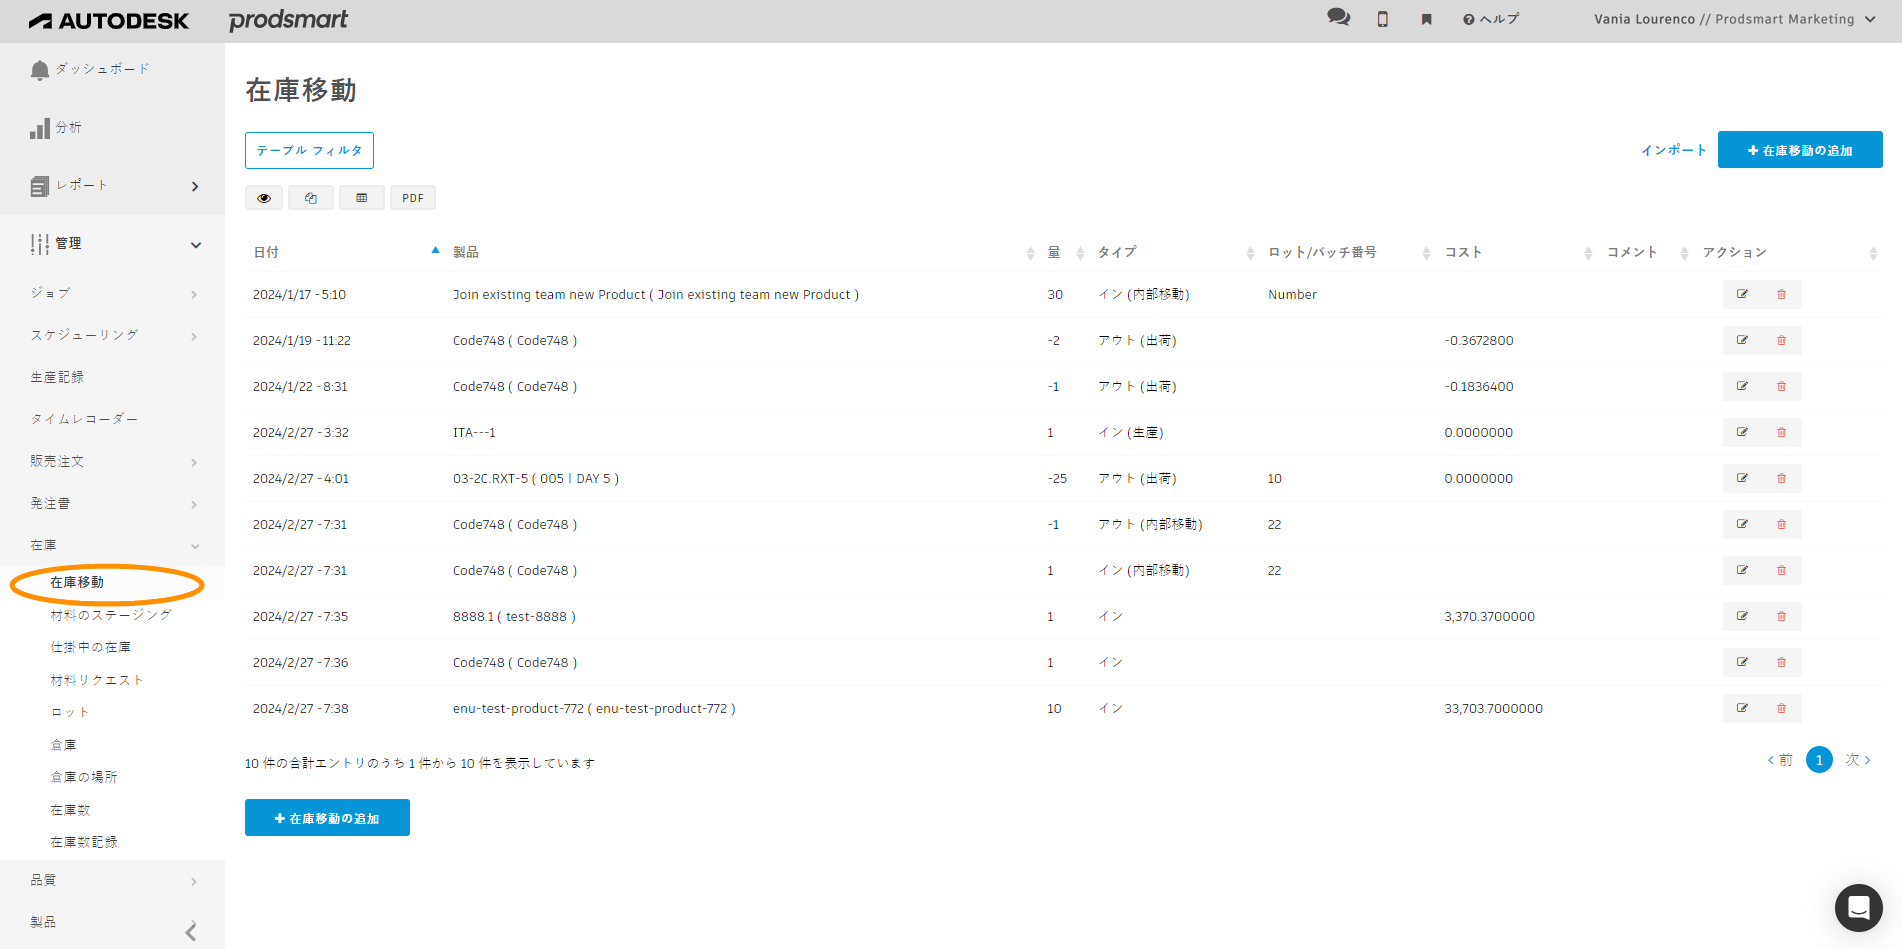 AUTODESK prodsmart
ヘルプ
Vania Lourenco // Prodsmart Marketing
ダッシュボード
分析
レポート
管理
ジョブ
スケジューリング
生産記録
タイムレコーダー
販売注文
発注書
在庫
在庫移動
材料のステージング
仕掛中の在庫
材料リクエスト
ロット
倉庫
倉庫の場所
在庫数
在庫数記録
品質
製品
在庫移動
テーブル フィルタ
インポート
+ 在庫移動の追加
PDF
日付 製品 量 タイプ ロット/バッチ番号 コスト コメント アクション
2024/1/17 - 5:10 Join existing team new Product ( Join existing team new Product ) 30 イン (内部移動) Number
2024/1/19 - 11:22 Code748 ( Code748 ) -2 アウト (出荷) -0.3672800
2024/1/22 - 8:31 Code748 ( Code748 ) -1 アウト (出荷) -0.1836400
2024/2/27 - 3:32 ITA---1 1 イン (生産) 0.0000000
2024/2/27 - 4:01 03-2C.RXT-5 ( 005 | DAY 5 ) -25 アウト (出荷) 10 0.0000000
2024/2/27 - 7:31 Code748 ( Code748 ) -1 アウト (内部移動) 22
2024/2/27 - 7:31 Code748 ( Code748 ) 1 イン (内部移動) 22
2024/2/27 - 7:35 8888.1 ( test-8888 ) 1 イン 3,370.3700000
2024/2/27 - 7:36 Code748 ( Code748 ) 1 イン
2024/2/27 - 7:38 enu-test-product-772 ( enu-test-product-772 ) 10 イン 33,703.7000000
10 件の合計エントリのうち 1 件から 10 件を表示しています
前 1 次
+ 在庫移動の追加